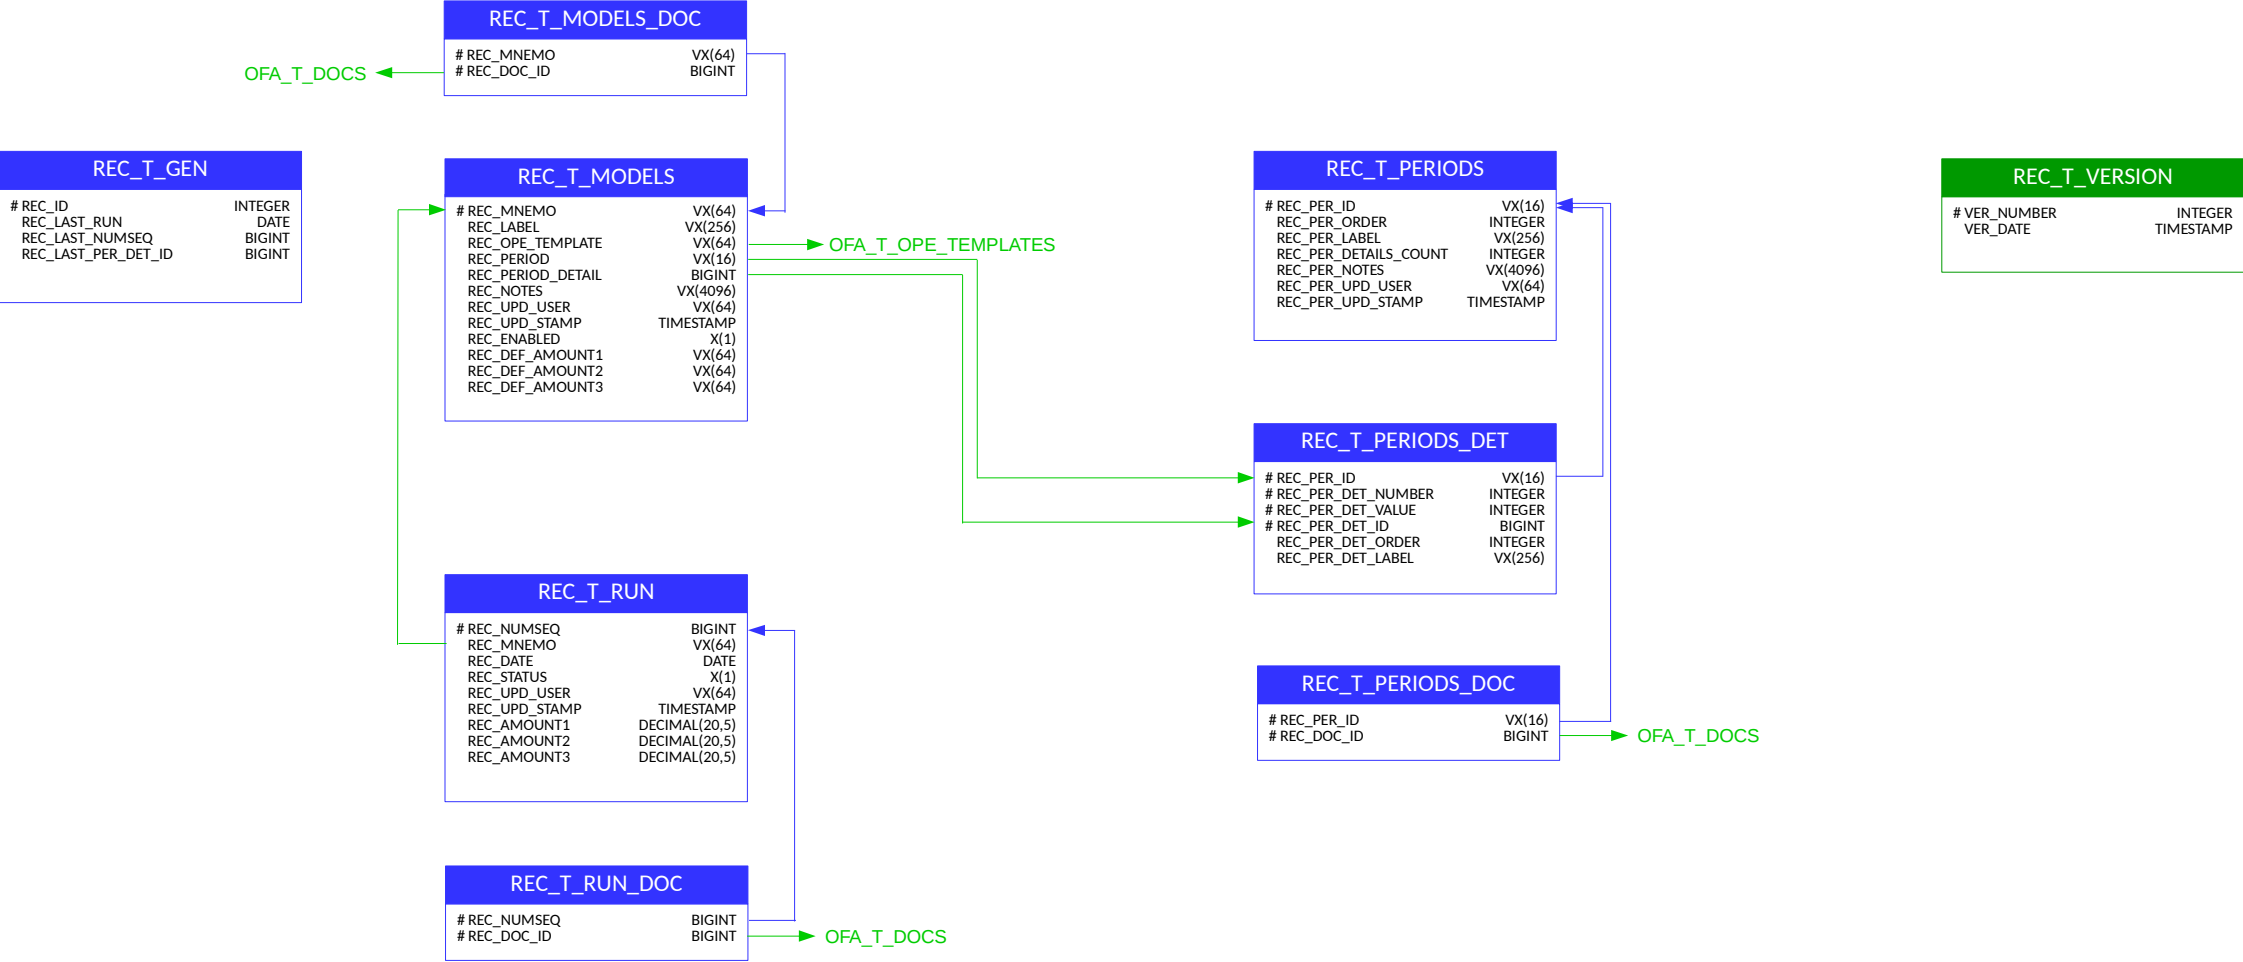 REC_T_MODELS_DOC
# REC_MNEMO VX(64)
# REC_DOC_ID BIGINT
OFA_T_DOCS
REC_T_GEN
# REC_ID INTEGER
REC_LAST_RUN DATE
REC_LAST_NUMSEQ BIGINT
REC_LAST_PER_DET_ID BIGINT
REC_T_MODELS
# REC_MNEMO VX(64)
REC_LABEL VX(256)
REC_OPE_TEMPLATE VX(64)
REC_PERIOD VX(16)
REC_PERIOD_DETAIL BIGINT
REC_NOTES VX(4096)
REC_UPD_USER VX(64)
REC_UPD_STAMP TIMESTAMP
REC_ENABLED X(1)
REC_DEF_AMOUNT1 VX(64)
REC_DEF_AMOUNT2 VX(64)
REC_DEF_AMOUNT3 VX(64)
OFA_T_OPE_TEMPLATES
REC_T_PERIODS
# REC_PER_ID VX(16)
REC_PER_ORDER INTEGER
REC_PER_LABEL VX(256)
REC_PER_DETAILS_COUNT INTEGER
REC_PER_NOTES VX(4096)
REC_PER_UPD_USER VX(64)
REC_PER_UPD_STAMP TIMESTAMP
REC_T_VERSION
# VER_NUMBER INTEGER
VER_DATE TIMESTAMP
REC_T_PERIODS_DET
# REC_PER_ID VX(16)
# REC_PER_DET_NUMBER INTEGER
# REC_PER_DET_VALUE INTEGER
# REC_PER_DET_ID BIGINT
REC_PER_DET_ORDER INTEGER
REC_PER_DET_LABEL VX(256)
REC_T_RUN
# REC_NUMSEQ BIGINT
REC_MNEMO VX(64)
REC_DATE DATE
REC_STATUS X(1)
REC_UPD_USER VX(64)
REC_UPD_STAMP TIMESTAMP
REC_AMOUNT1 DECIMAL(20,5)
REC_AMOUNT2 DECIMAL(20,5)
REC_AMOUNT3 DECIMAL(20,5)
REC_T_PERIODS_DOC
# REC_PER_ID VX(16)
# REC_DOC_ID BIGINT
OFA_T_DOCS
REC_T_RUN_DOC
# REC_NUMSEQ BIGINT
# REC_DOC_ID BIGINT
OFA_T_DOCS